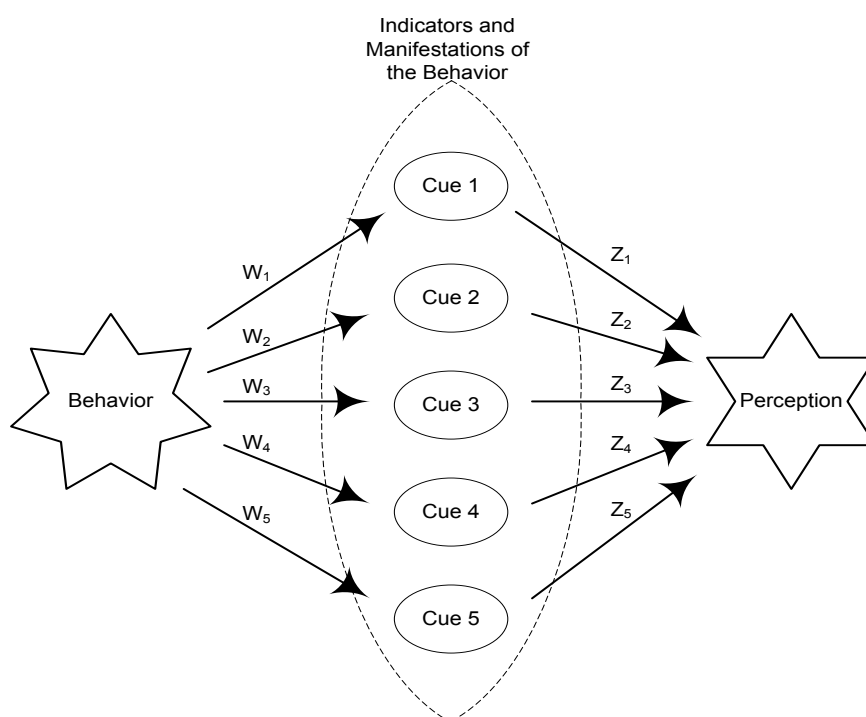 Indicators and
Manifestations of
the Behavior
Cue 1
W₁
Z₁
Cue 2
W₂
Z₂
Behavior
W₃
Cue 3
Z₃
Perception
W₄
Z₄
Cue 4
W₅
Z₅
Cue 5